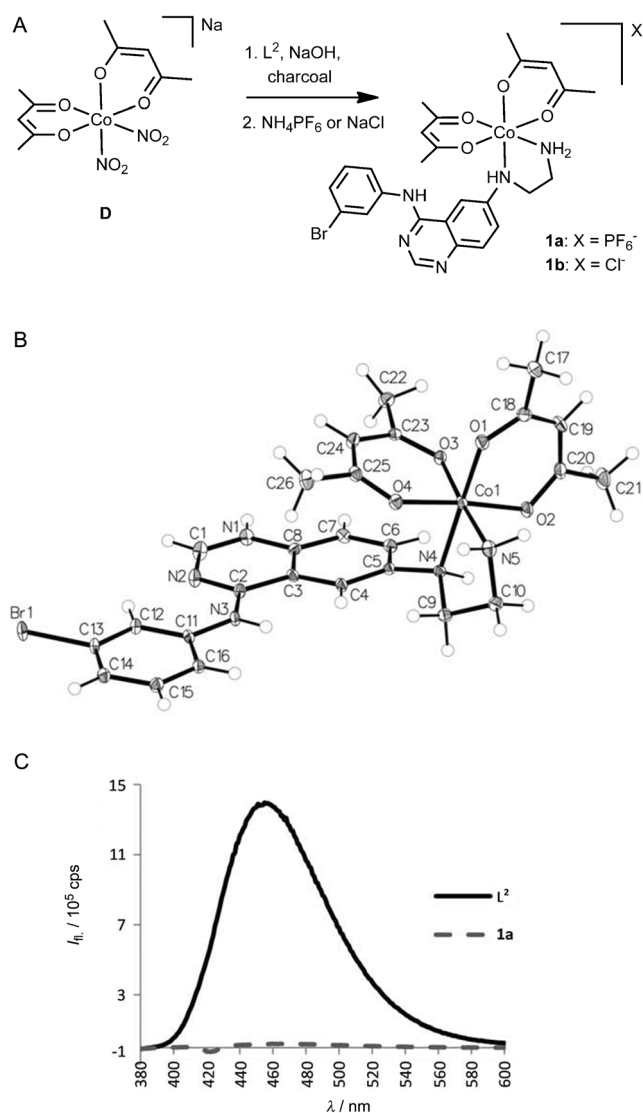 A
Na
O
O
O
O
Co
NO2
NO2
D
1. L², NaOH,
charcoal
2. NH4PF6 or NaCl
X
O
O
O
O
Co
NH2
HN
NH
Br
N
N
1a: X = PF6-
1b: X = Cl-
B
C17
C22
C18
C19
C23
O1
O3
C24
C20
C25
Co1
C21
C26
O4
O2
C1
N1
C7
C6
C8
C5
N4
N5
N2
C2
C3
C4
C10
Br1
C12
N3
C9
C13
C11
C16
C14
C15
C
15
11
7
3
-1
Ifl. / 10⁵ cps
L²
1a
380
400
420
440
460
480
500
520
540
560
580
600
λ / nm